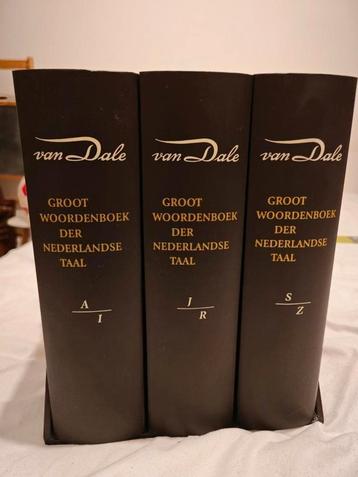 van Dale
GROOT
WOORDENBOEK
DER
NEDERLANDSE
TAAL
A
I
van Dale
GROOT
WOORDENBOEK
DER
NEDERLANDSE
TAAL
J
R
van Dale
GROOT
WOORDENBOEK
DER
NEDERLANDSE
TAAL
S
Z